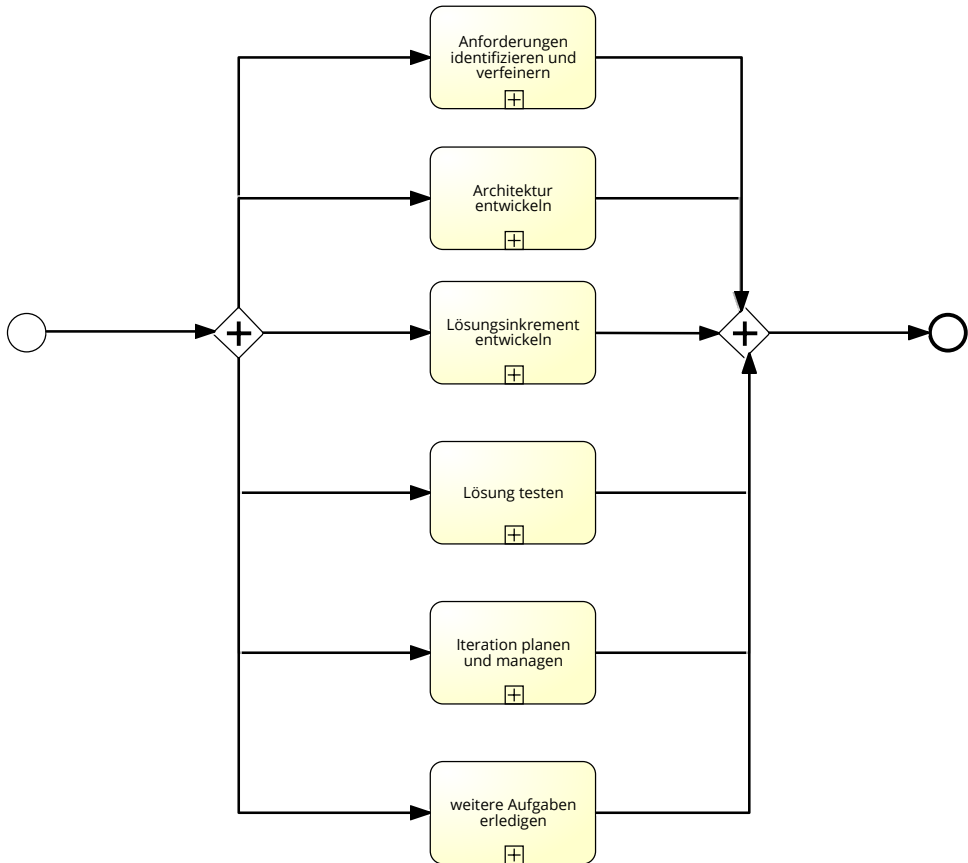 Anforderungen
identifizieren und
verfeinern
Architektur
entwickeln
Lösungsinkrement
entwickeln
Lösung testen
Iteration planen
und managen
weitere Aufgaben
erledigen